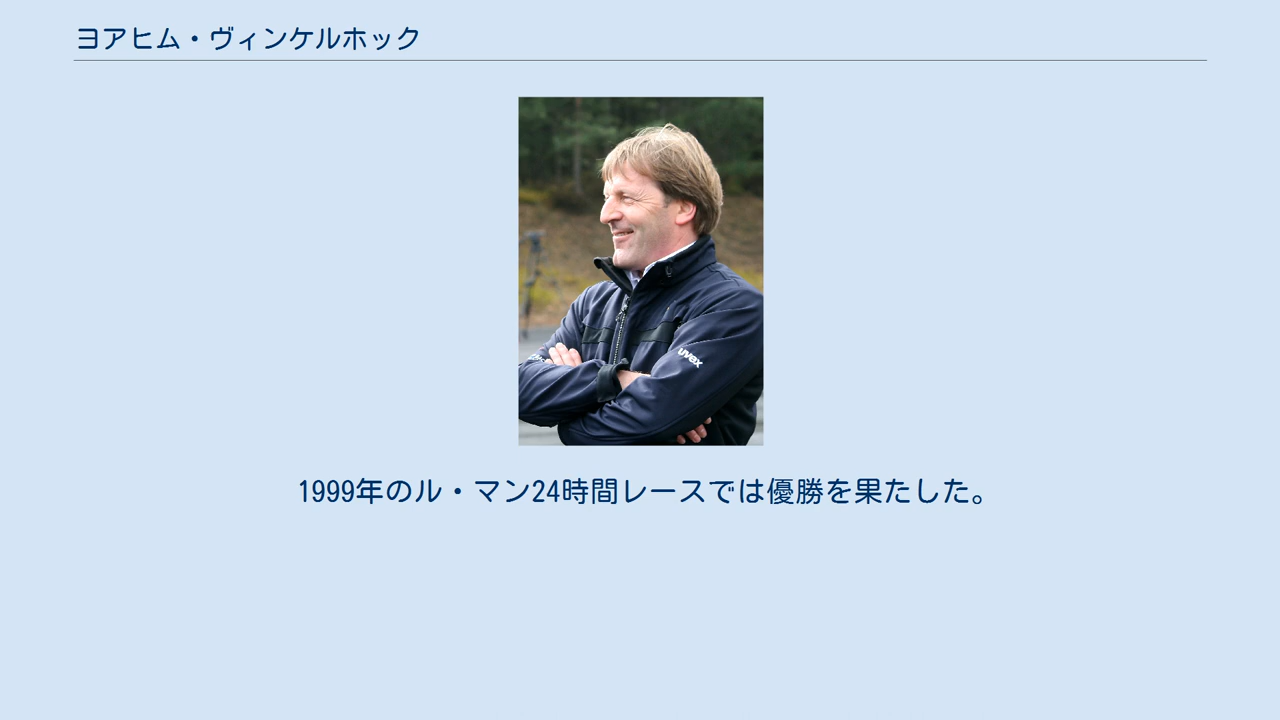 ヨアヒム・ヴィンケルホック
uvex
1999年のル・マン24時間レースでは優勝を果たした。